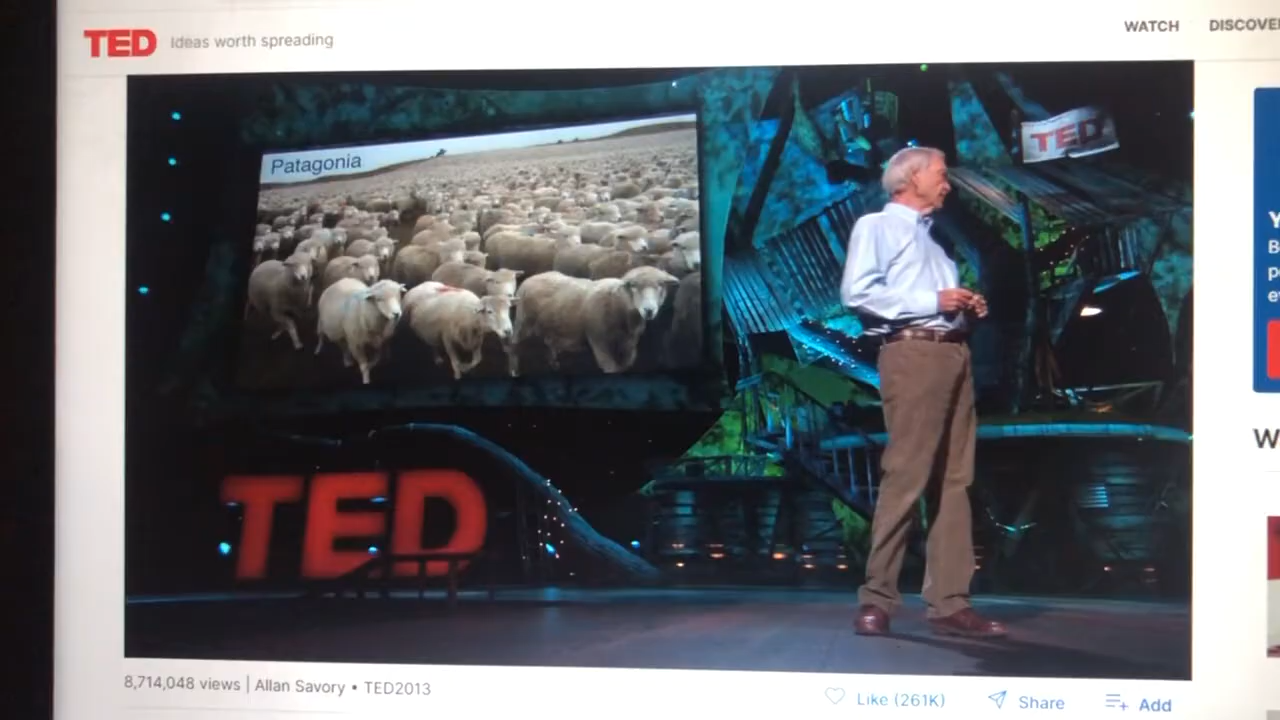 TED Ideas worth spreading
WATCH DISCOVE
TED
Patagonia
TED
8,714,048 views | Allan Savory • TED2013
Like (261K) Share Add